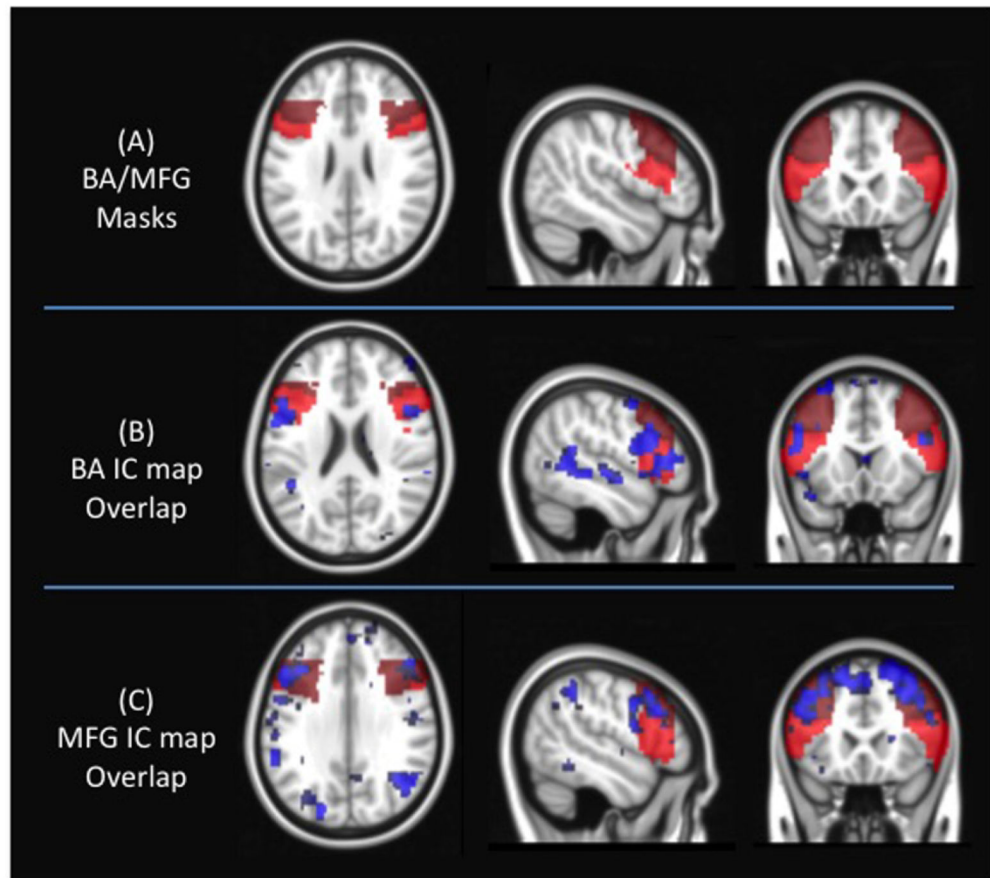 (A)
BA/MFG
Masks
(B)
BA IC map
Overlap
(C)
MFG IC map
Overlap